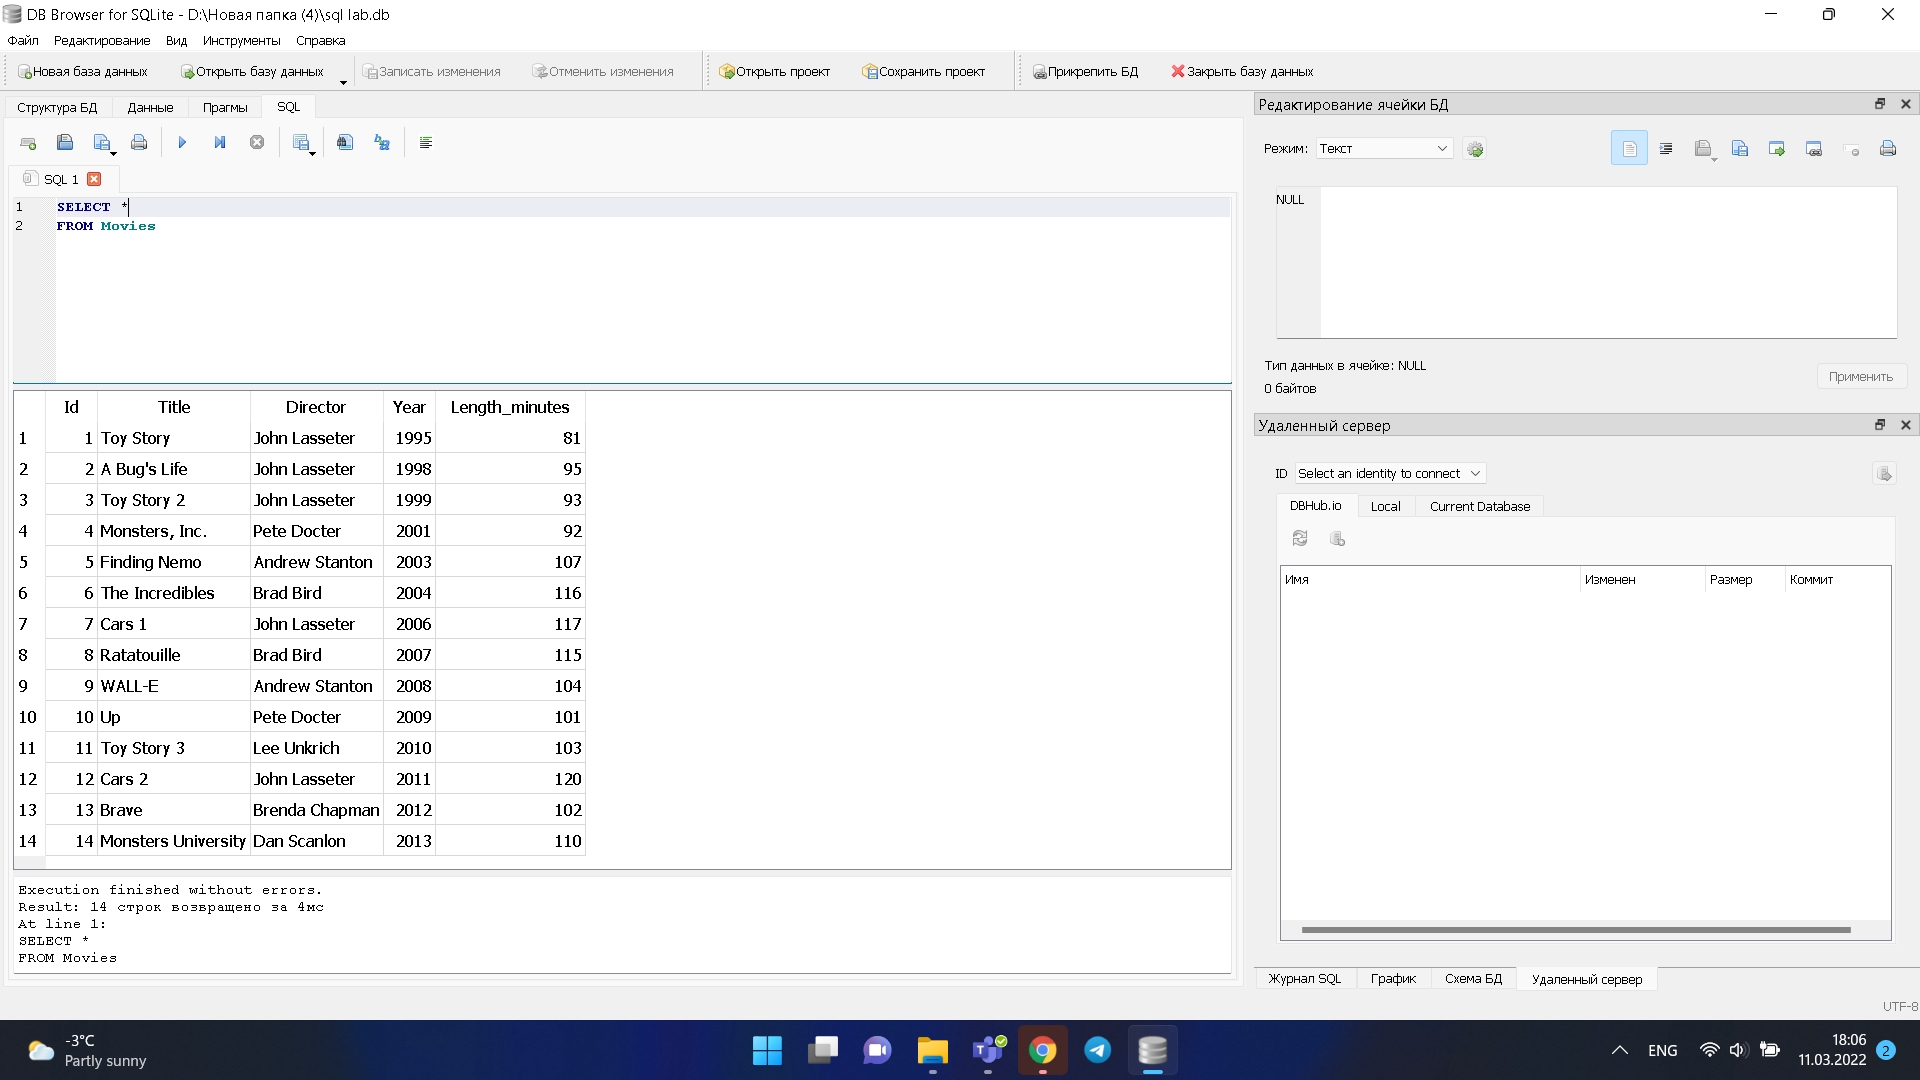 DB Browser for SQLite - D:\Новая папка (4)\sql lab.db
Файл Редактирование Вид Инструменты Справка
Новая база данных Открыть базу данных Записать изменения Отменить изменения Открыть проект Сохранить проект Прикрепить БД Закрыть базу данных
Структура БД Данные Прагмы SQL
SQL 1
1 SELECT *
2 FROM Movies
Id Title Director Year Length_minutes
1 1 Toy Story John Lasseter 1995 81
2 2 A Bug's Life John Lasseter 1998 95
3 3 Toy Story 2 John Lasseter 1999 93
4 4 Monsters, Inc. Pete Docter 2001 92
5 5 Finding Nemo Andrew Stanton 2003 107
6 6 The Incredibles Brad Bird 2004 116
7 7 Cars 1 John Lasseter 2006 117
8 8 Ratatouille Brad Bird 2007 115
9 9 WALL-E Andrew Stanton 2008 104
10 10 Up Pete Docter 2009 101
11 11 Toy Story 3 Lee Unkrich 2010 103
12 12 Cars 2 John Lasseter 2011 120
13 13 Brave Brenda Chapman 2012 102
14 14 Monsters University Dan Scanlon 2013 110
Execution finished without errors.
Result: 14 строк возвращено за 4мс
At line 1:
SELECT *
FROM Movies
Редактирование ячейки БД
Режим: Текст
NULL
Тип данных в ячейке: NULL
0 байтов
Применить
Удаленный сервер
ID Select an identity to connect
DBHub.io Local Current Database
Имя Изменен Размер Коммит
Журнал SQL График Схема БД Удаленный сервер
UTF-8
-3°C
Partly sunny
ENG
18:06
11.03.2022
2